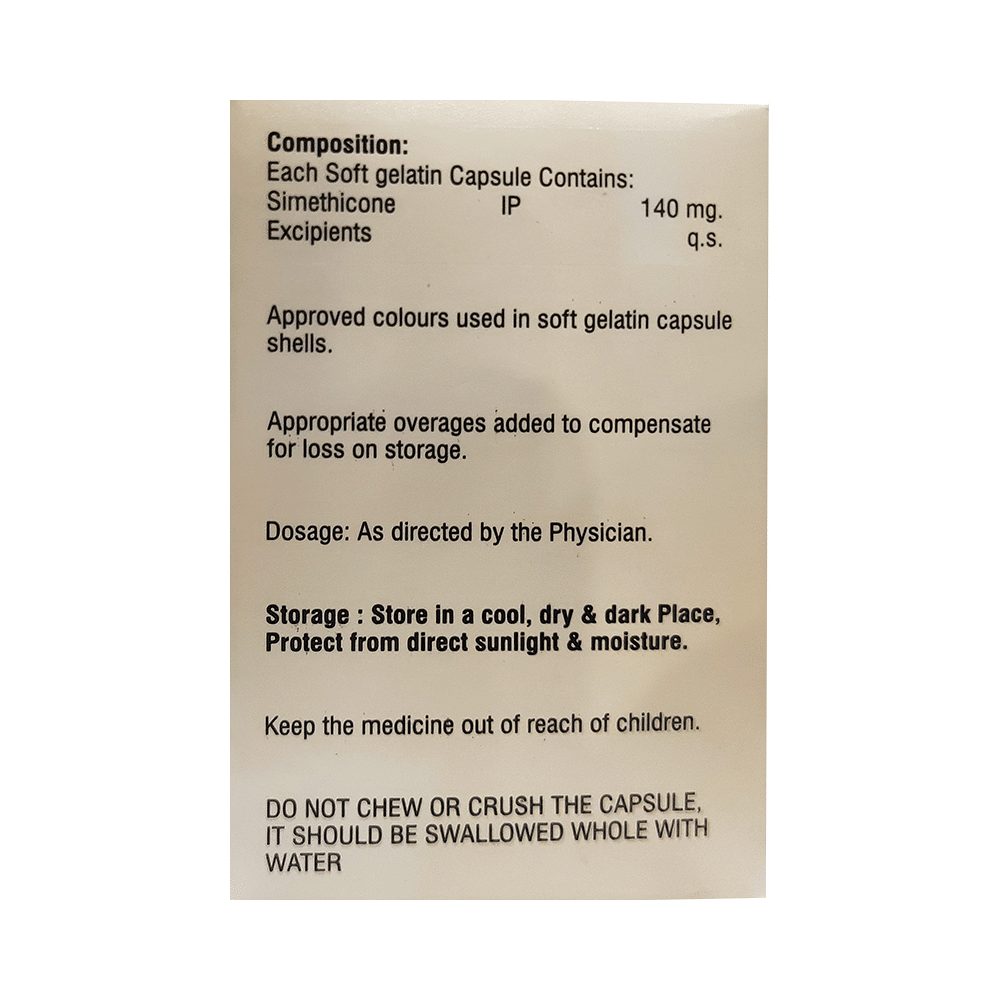 Composition:
Each Soft gelatin Capsule Contains:
Simethicone IP 140 mg.
Excipients q.s.
Approved colours used in soft gelatin capsule
shells.
Appropriate overages added to compensate
for loss on storage.
Dosage: As directed by the Physician.
Storage : Store in a cool, dry & dark Place,
Protect from direct sunlight & moisture.
Keep the medicine out of reach of children.
DO NOT CHEW OR CRUSH THE CAPSULE,
IT SHOULD BE SWALLOWED WHOLE WITH
WATER